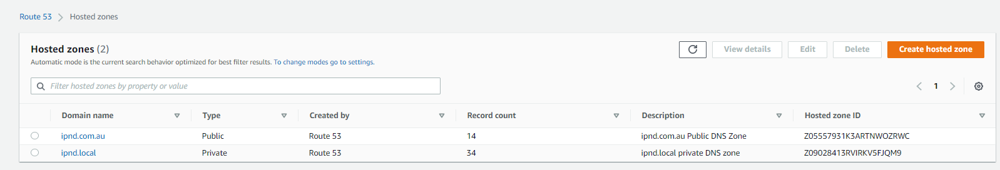 Route 53 > Hosted zones
Hosted zones (2)
View details Edit Delete Create hosted zone
Automatic mode is the current search behavior optimized for best filter results. To change modes go to settings.
Filter hosted zones by property or value
1
Domain name Type Created by Record count Description Hosted zone ID
ipnd.com.au Public Route 53 14 ipnd.com.au Public DNS Zone Z05557931K3ARTNWOZRWC
ipnd.local Private Route 53 34 ipnd.local private DNS zone Z09028413RVIRKV5FJQM9